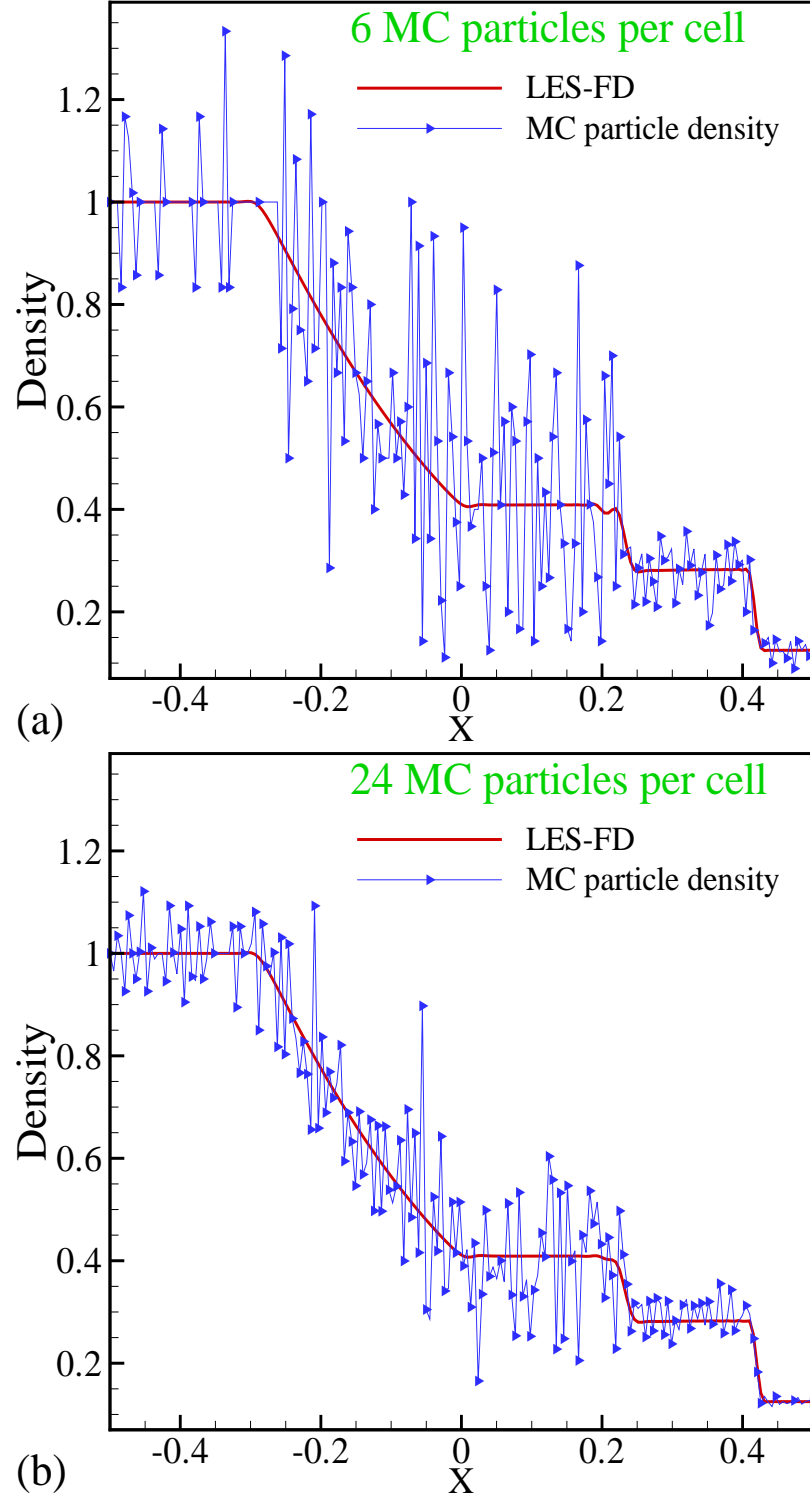 6 MC particles per cell
LES-FD
MC particle density
1.2
1
0.8
0.6
0.4
0.2
Density
-0.4 -0.2 0 0.2 0.4
X
(a)
24 MC particles per cell
LES-FD
MC particle density
1.2
1
0.8
0.6
0.4
0.2
Density
-0.4 -0.2 0 0.2 0.4
X
(b)